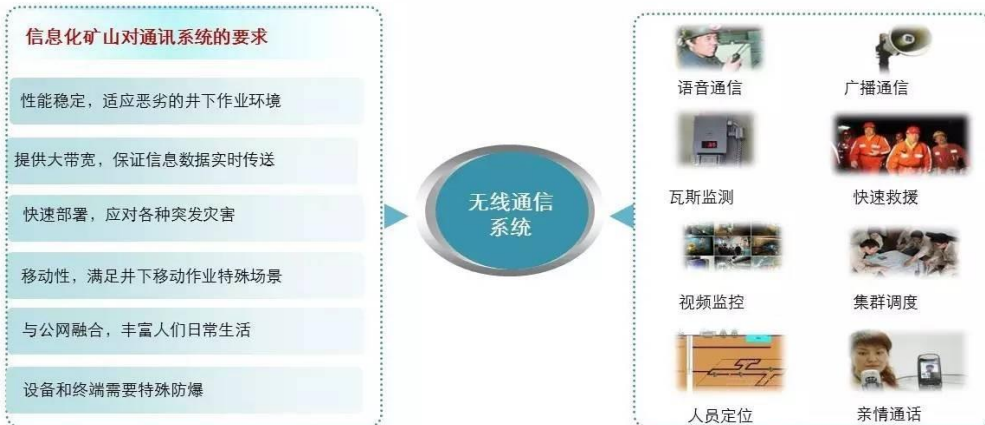 信息化矿山对通讯系统的要求
性能稳定，适应恶劣的井下作业环境
提供大带宽，保证信息数据实时传送
快速部署，应对各种突发灾害
移动性，满足井下移动作业特殊场景
与公网融合，丰富人们日常生活
设备和终端需要特殊防爆
无线通信
系统
语音通信
广播通信
瓦斯监测
快速救援
视频监控
集群调度
人员定位
亲情通话